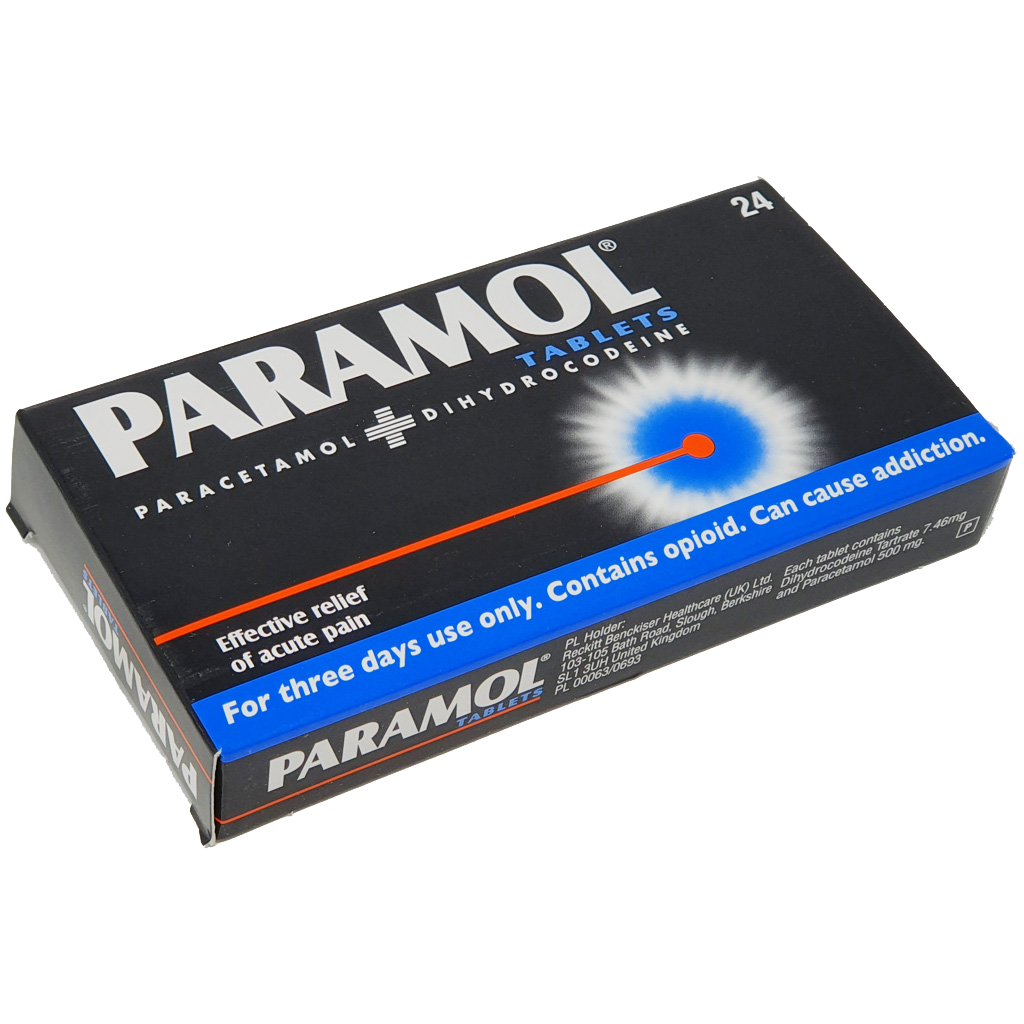 24
PARAMOL®
TABLETS
PARACETAMOL DIHYDROCODEINE
Effective relief
of acute pain
For three days use only. Contains opioid. Can cause addiction.
PARAMOL®
TABLETS
PL Holder:
Reckitt Benckiser Healthcare (UK) Ltd.
103-105 Bath Road, Slough, Berkshire
SL1 3UH United Kingdom
PL 00063/0693
Each tablet contains
Dihydrocodeine Tartrate 7·46mg
and Paracetamol 500 mg.
P
PARAMOL
TABLETS